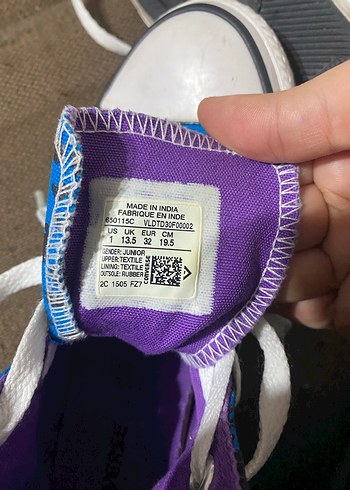 MADE IN INDIA
FABRIQUE EN INDE
650115C VLDTD30F00002
US UK EUR CM
1 13.5 32 19.5
GENDER: JUNIOR
UPPER: TEXTILE
LINING: TEXTILE
OUTSOLE: RUBBER
CONVERSE
2C 1505 FZ7